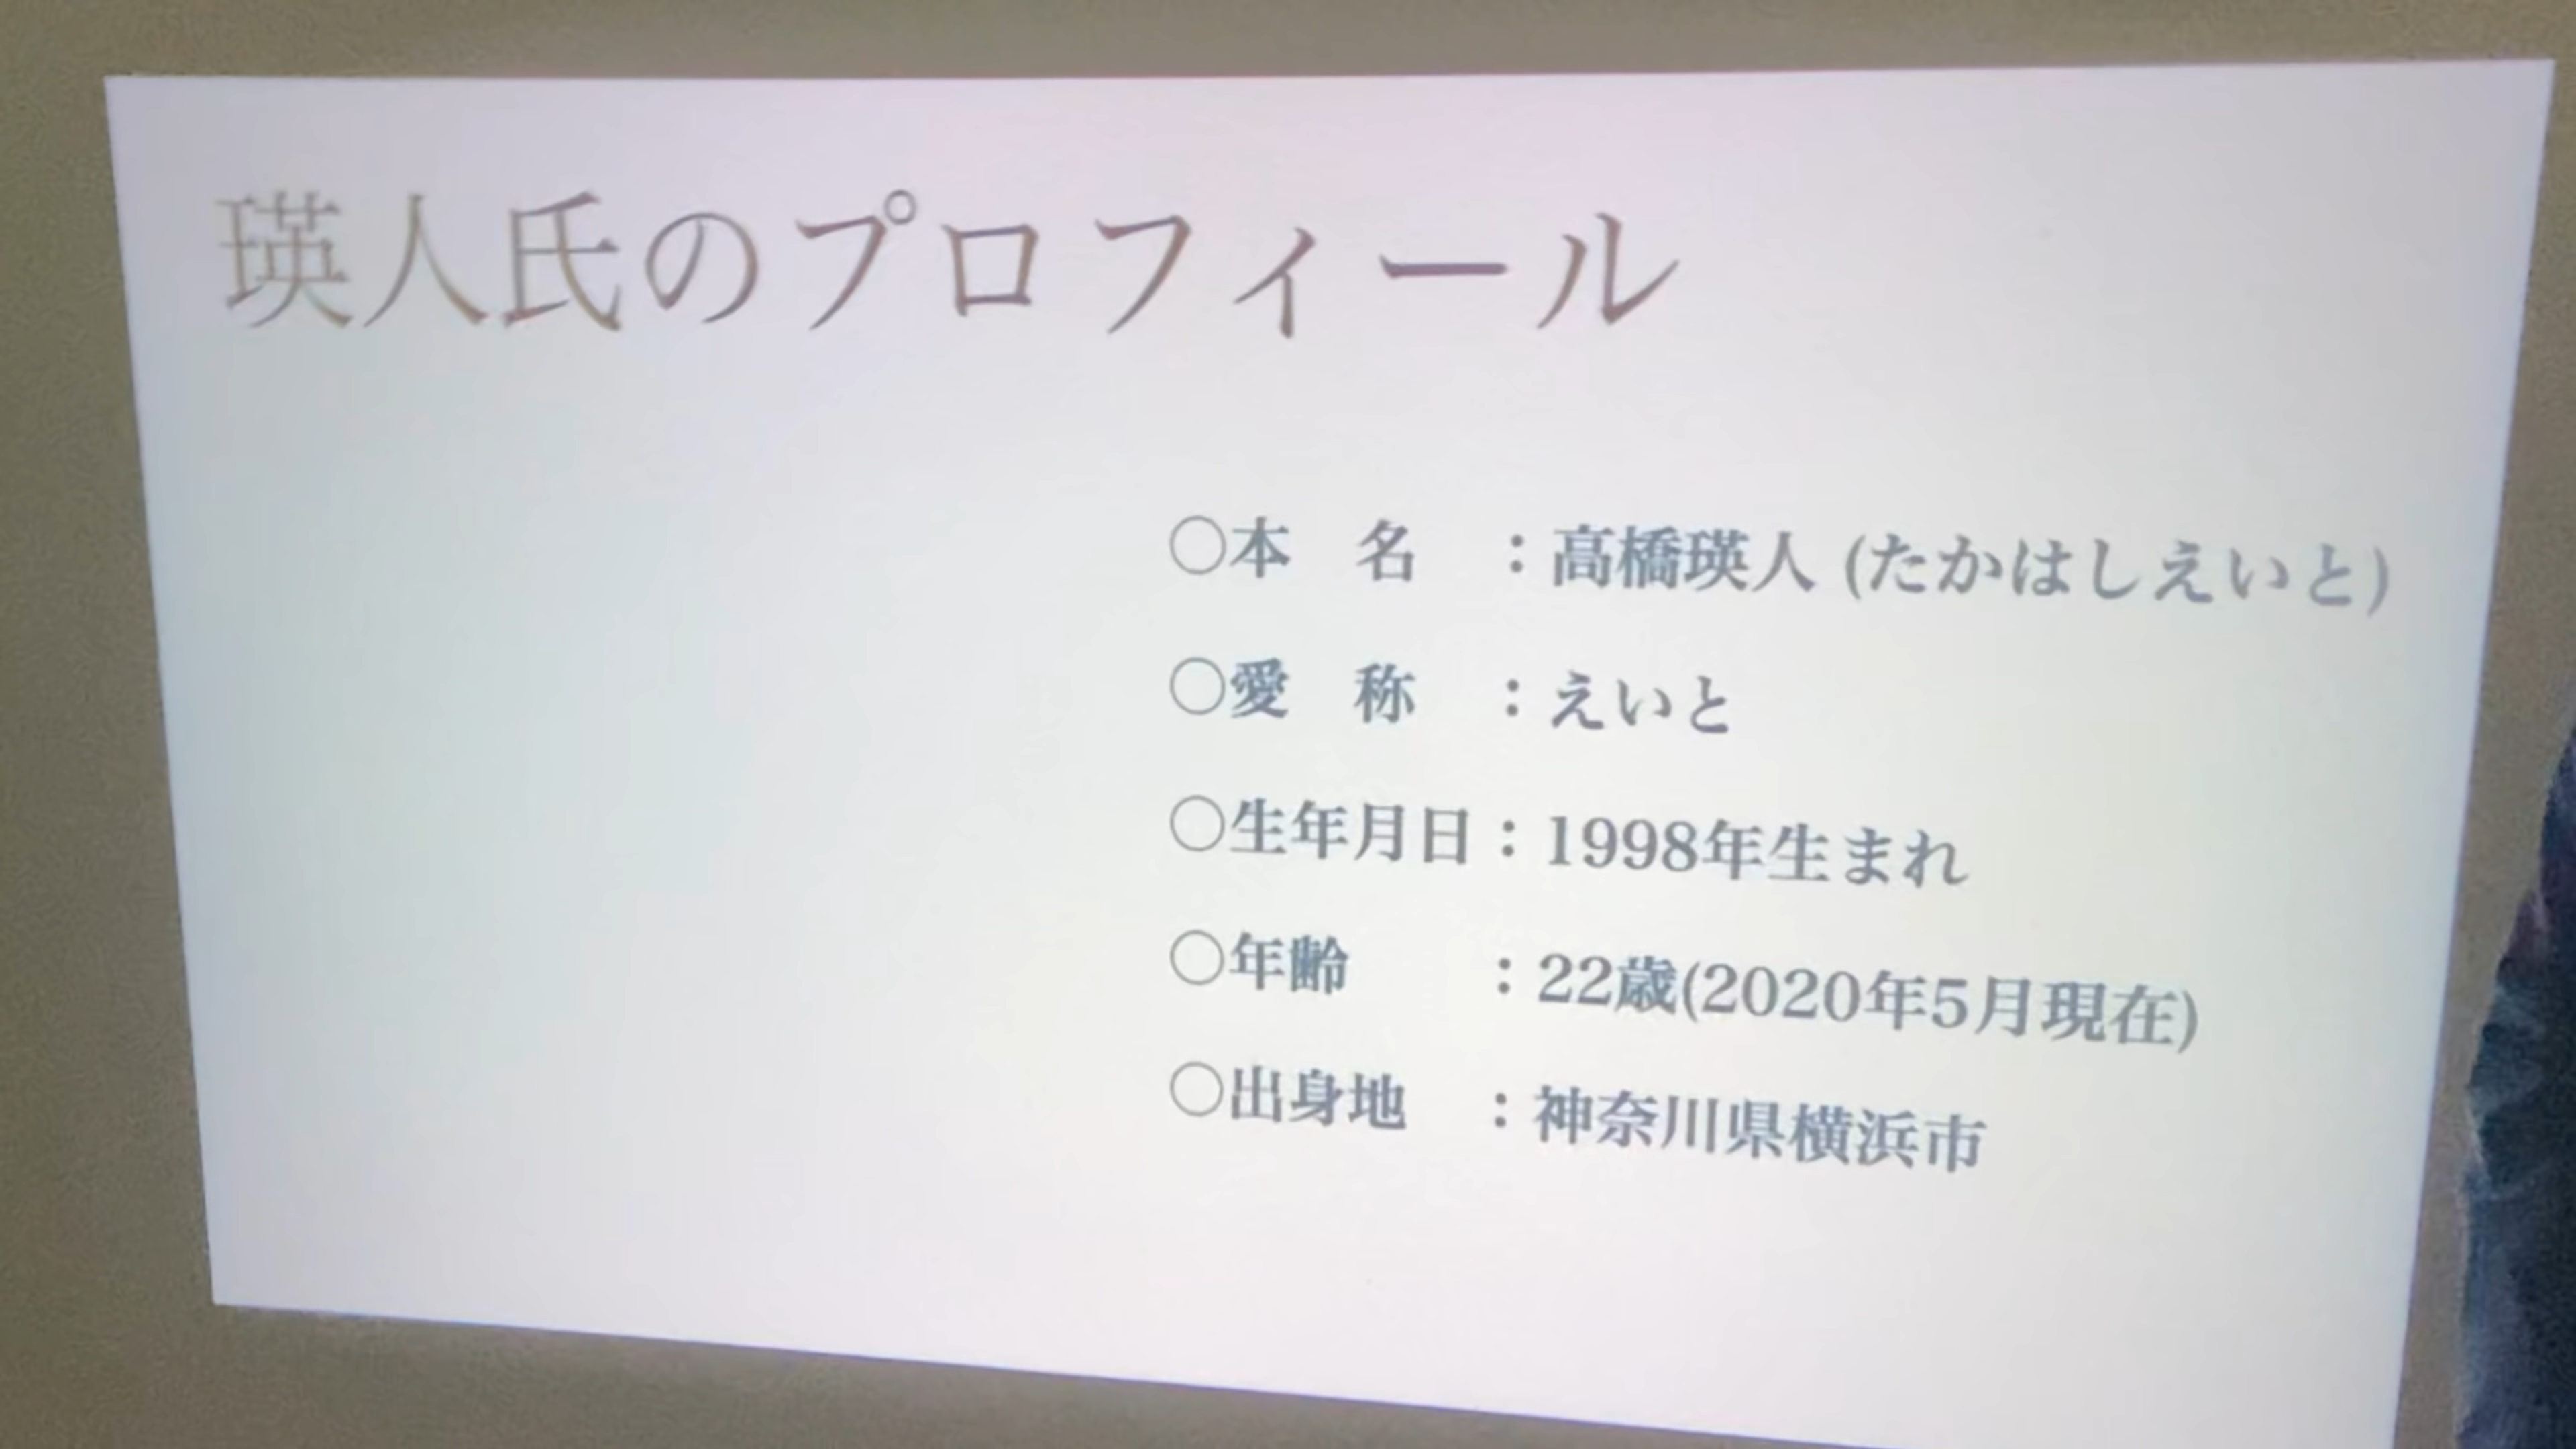 瑛人氏のプロフィール
○本　名　：高橋瑛人 (たかはしえいと)
○愛　称　：えいと
○生年月日：1998年生まれ
○年齢　　：22歳(2020年5月現在)
○出身地　：神奈川県横浜市